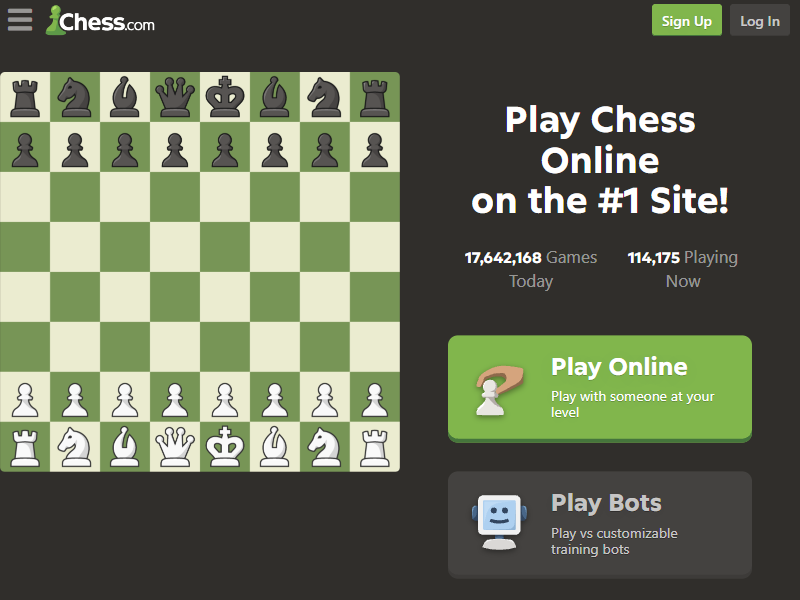 Chess.com
Sign Up
Log In
Play Chess
Online
on the #1 Site!
17,642,168 Games
Today
114,175 Playing
Now
Play Online
Play with someone at your
level
Play Bots
Play vs customizable
training bots